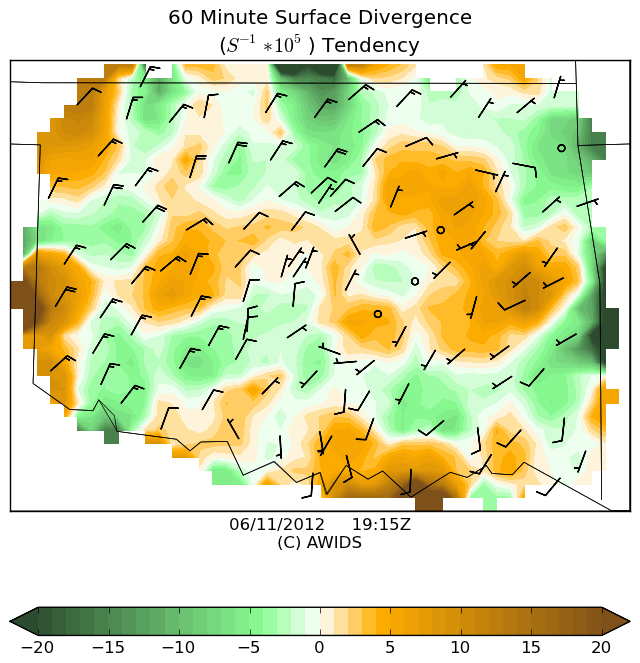 60 Minute Surface Divergence
(S⁻¹ *10⁵ ) Tendency
06/11/2012 19:15Z
(C) AWIDS
−20 −15 −10 −5 0 5 10 15 20